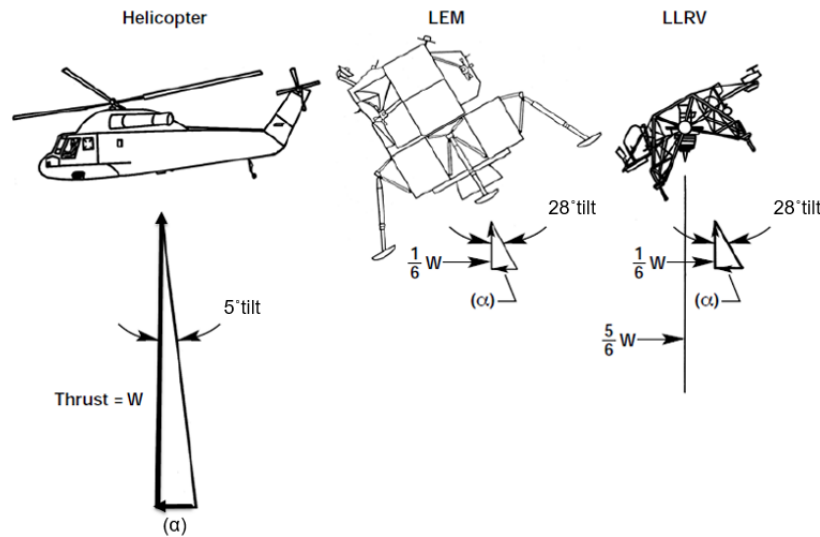 Helicopter
LEM
LLRV
28˚tilt
28˚tilt
1/6 W
1/6 W
(α)
(α)
5˚tilt
5/6 W
Thrust = W
(α)